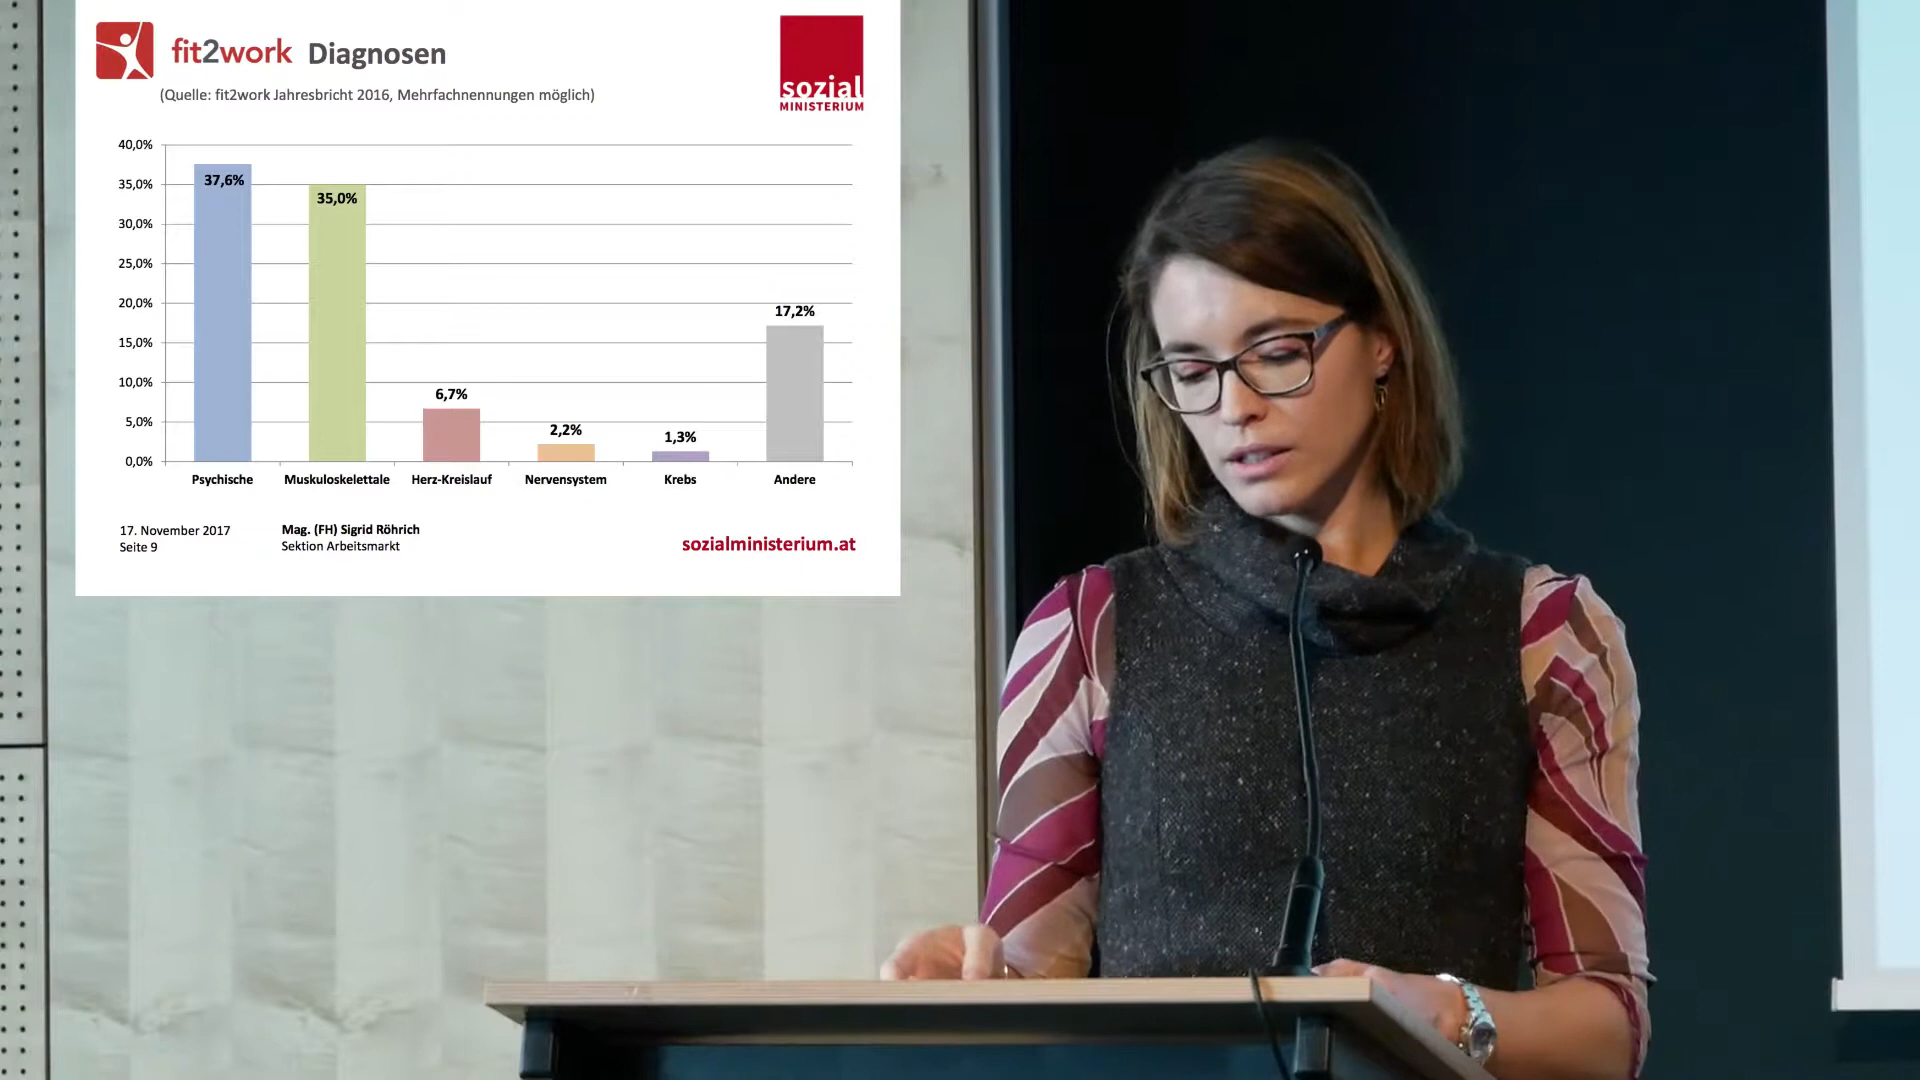 fit2work Diagnosen
(Quelle: fit2work Jahresbricht 2016, Mehrfachnennungen möglich)
sozial
MINISTERIUM
40,0%
35,0%
30,0%
25,0%
20,0%
15,0%
10,0%
5,0%
0,0%
37,6%
35,0%
6,7%
2,2%
1,3%
17,2%
Psychische
Muskuloskelettale
Herz-Kreislauf
Nervensystem
Krebs
Andere
17. November 2017
Seite 9
Mag. (FH) Sigrid Röhrich
Sektion Arbeitsmarkt
sozialministerium.at